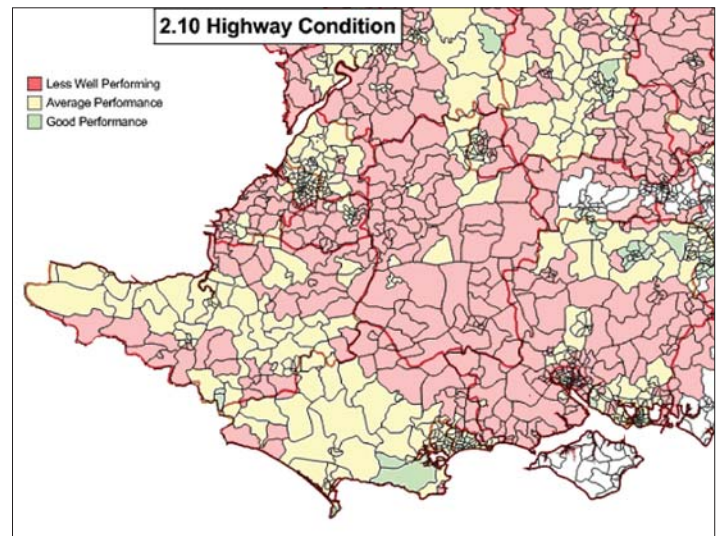 2.10 Highway Condition
Less Well Performing
Average Performance
Good Performance